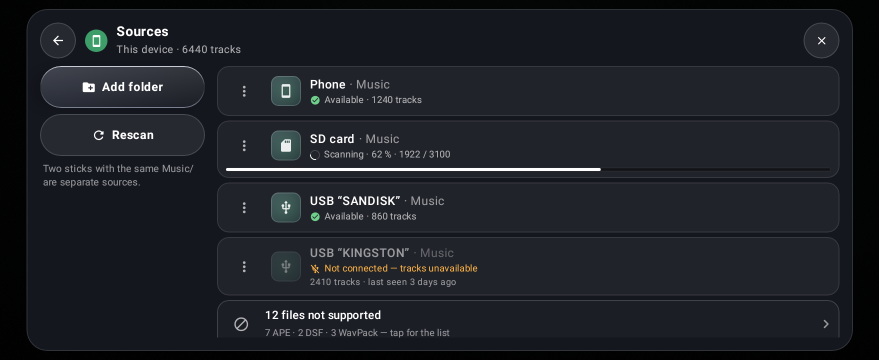 Sources
This device · 6440 tracks
Add folder
Rescan
Two sticks with the same Music/
are separate sources.
Phone · Music
Available · 1240 tracks
SD card · Music
Scanning · 62 % · 1922 / 3100
USB “SANDISK” · Music
Available · 860 tracks
USB “KINGSTON” · Music
Not connected — tracks unavailable
2410 tracks · last seen 3 days ago
12 files not supported
7 APE · 2 DSF · 3 WavPack — tap for the list